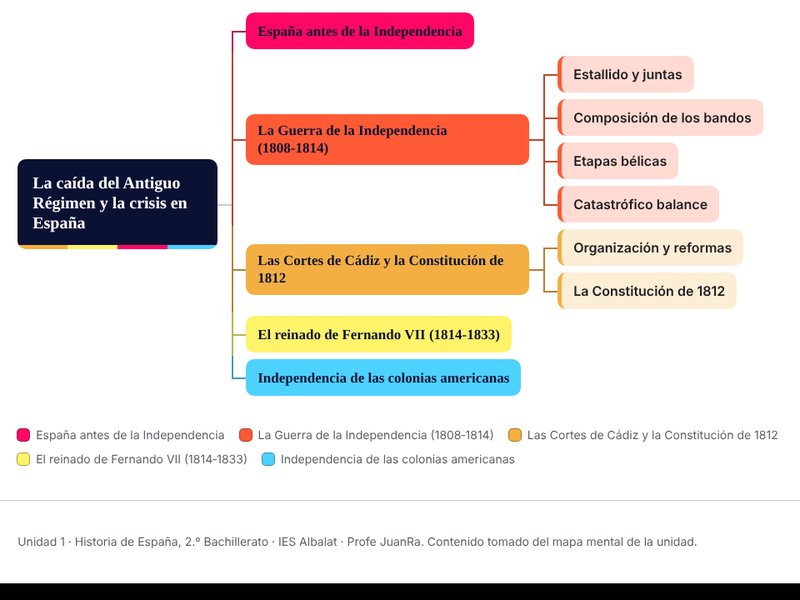 España antes de la Independencia
Estallido y juntas
La Guerra de la Independencia
(1808-1814)
Composición de los bandos
Etapas bélicas
La caída del Antiguo
Régimen y la crisis en
España
Catastrófico balance
Organización y reformas
Las Cortes de Cádiz y la Constitución de
1812
La Constitución de 1812
El reinado de Fernando VII (1814-1833)
Independencia de las colonias americanas
España antes de la Independencia
La Guerra de la Independencia (1808-1814)
Las Cortes de Cádiz y la Constitución de 1812
El reinado de Fernando VII (1814-1833)
Independencia de las colonias americanas
Unidad 1 · Historia de España, 2.º Bachillerato · IES Albalat · Profe JuanRa. Contenido tomado del mapa mental de la unidad.